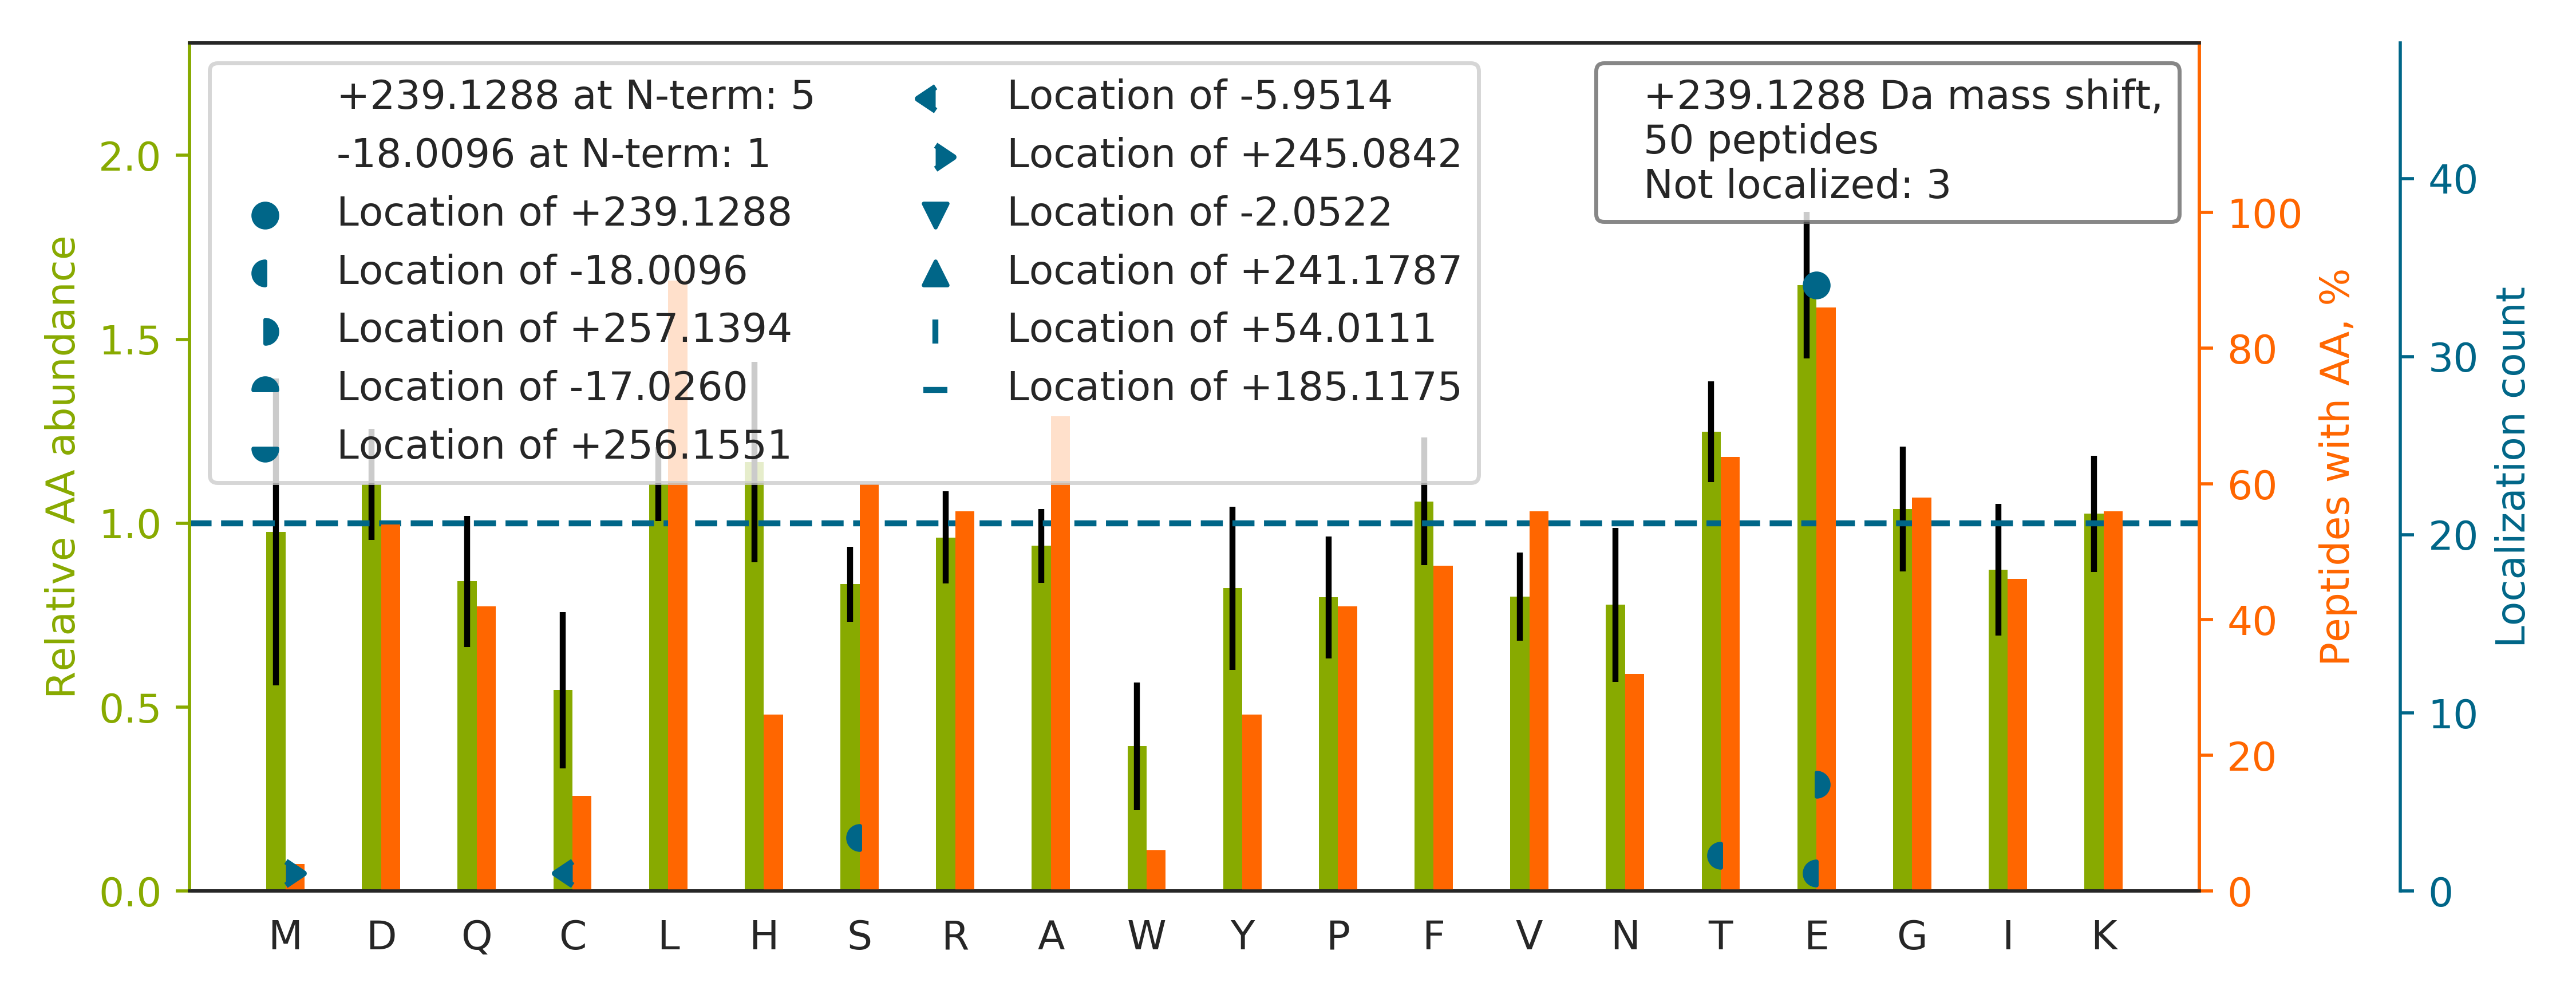 +239.1288 at N-term: 5
-18.0096 at N-term: 1
Location of +239.1288
Location of -18.0096
Location of +257.1394
Location of -17.0260
Location of +256.1551
Location of -5.9514
Location of +245.0842
Location of -2.0522
Location of +241.1787
Location of +54.0111
Location of +185.1175
+239.1288 Da mass shift,
50 peptides
Not localized: 3
Relative AA abundance
2.0
1.5
1.0
0.5
0.0
100
80
60
40
20
0
Peptides with AA, %
40
30
20
10
0
Localization count
M D Q C L H S R A W Y P F V N T E G I K